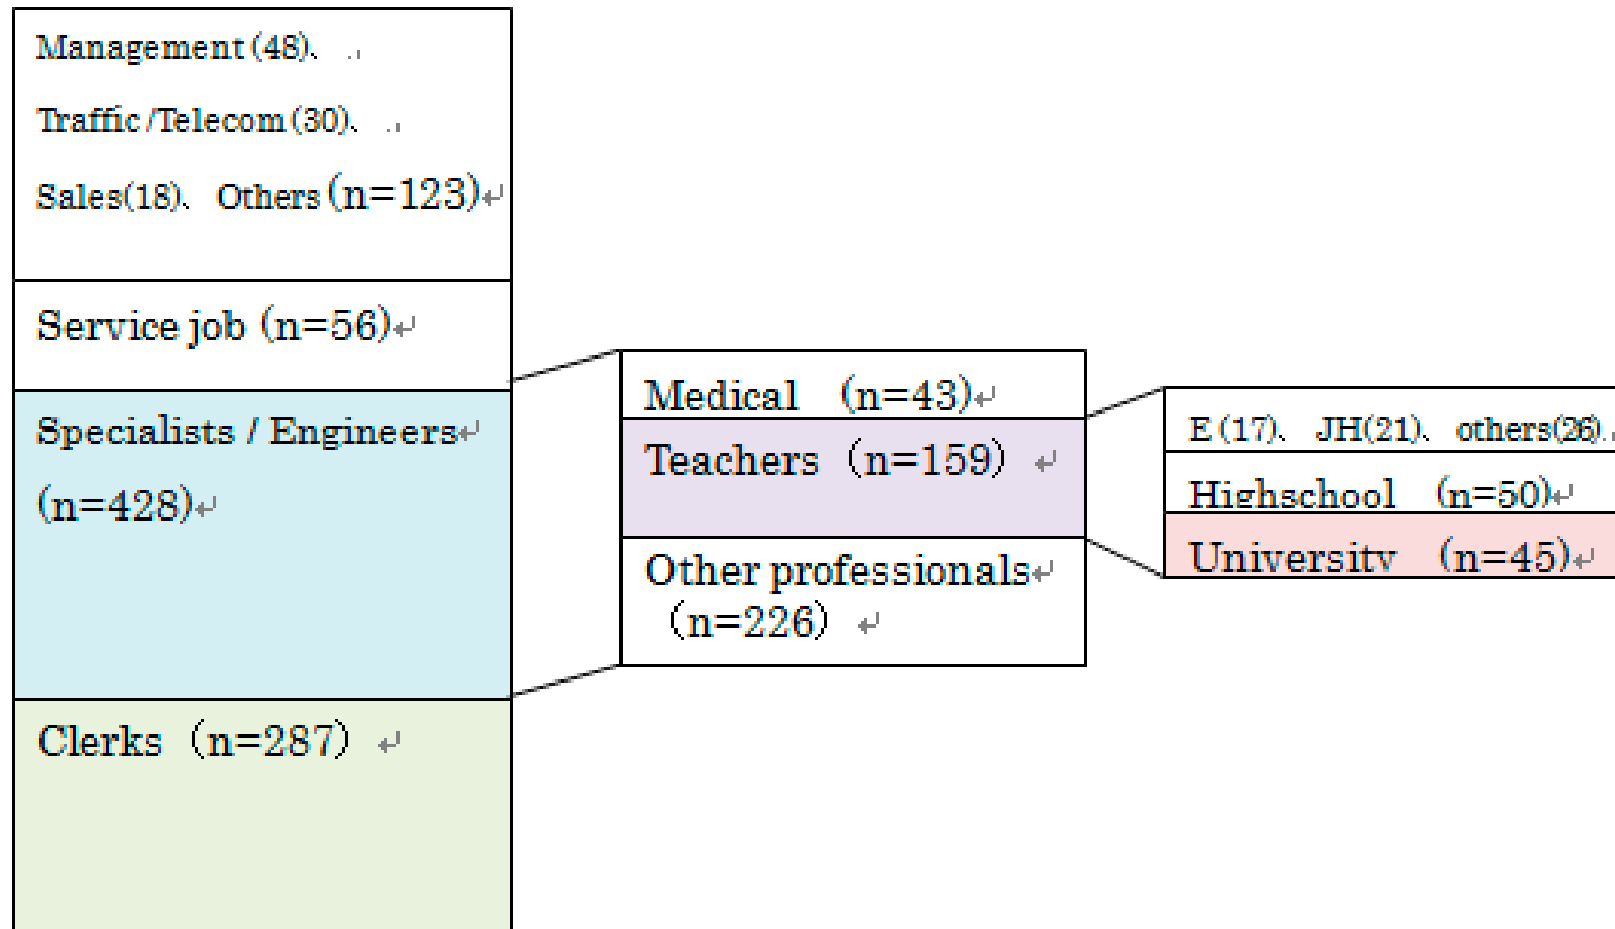 Management (48)、
Traffic /Telecom (30)、
Sales(18)、 Others (n=123)↵
Service job (n=56)↵
Specialists / Engineers↵
(n=428)↵
Clerks （n=287） ↵
Medical (n=43)↵
Teachers （n=159） ↵
Other professionals↵
（n=226） ↵
E (17)、 JH(21)、 others(26)
Highschool (n=50)↵
University (n=45)↵